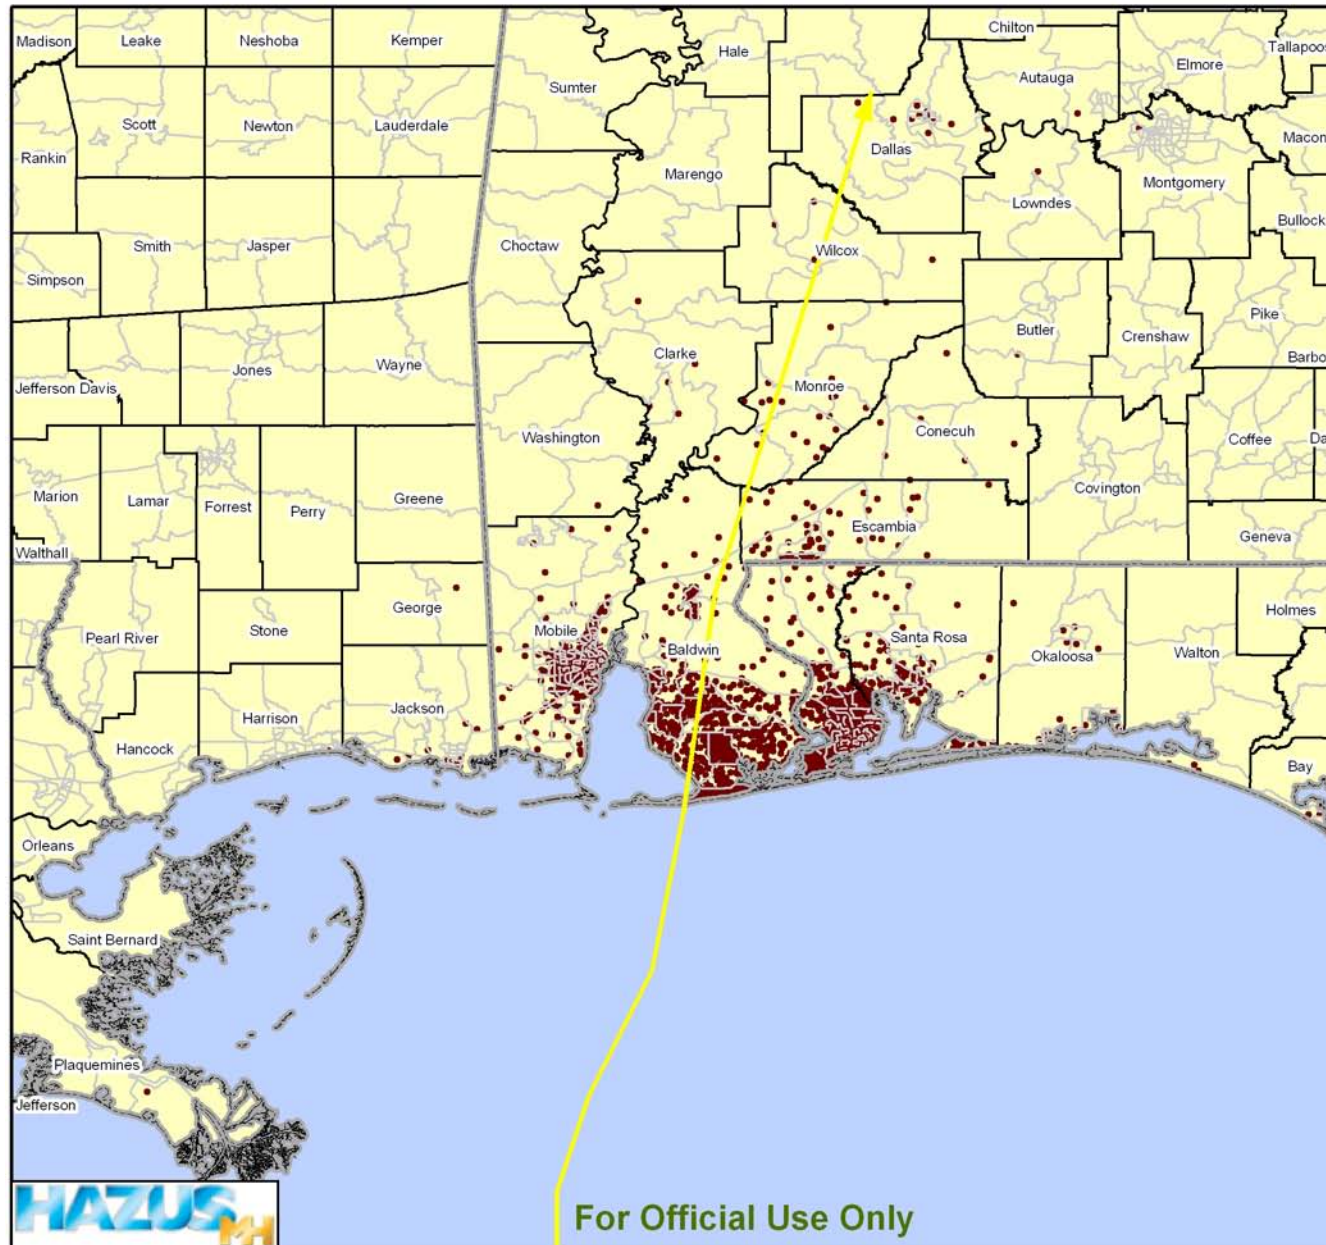 Madison
Leake
Neshoba
Kemper
Hale
Chilton
Tallapoos
Elmore
Autauga
Sumter
Scott
Newton
Lauderdale
Rankin
Macon
Dallas
Marengo
Montgomery
Lowndes
Bullock
Smith
Jasper
Choctaw
Wilcox
Simpson
Pike
Butler
Crenshaw
Clarke
Barbo
Wayne
Jones
Jefferson Davis
Monroe
Conecuh
Washington
Coffee
Da
Covington
Marion
Lamar
Forrest
Perry
Greene
Escambia
Geneva
Walthall
George
Holmes
Stone
Mobile
Pearl River
Santa Rosa
Baldwin
Okaloosa
Walton
Jackson
Harrison
Hancock
Bay
Orleans
Saint Bernard
Plaquemines
Jefferson
HAZUS MH
For Official Use Only